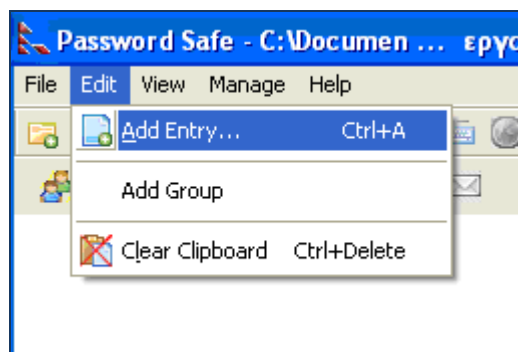 Password Safe - C:\Documen ... εργ
File Edit View Manage Help
Add Entry... Ctrl+A
Add Group
Clear Clipboard Ctrl+Delete